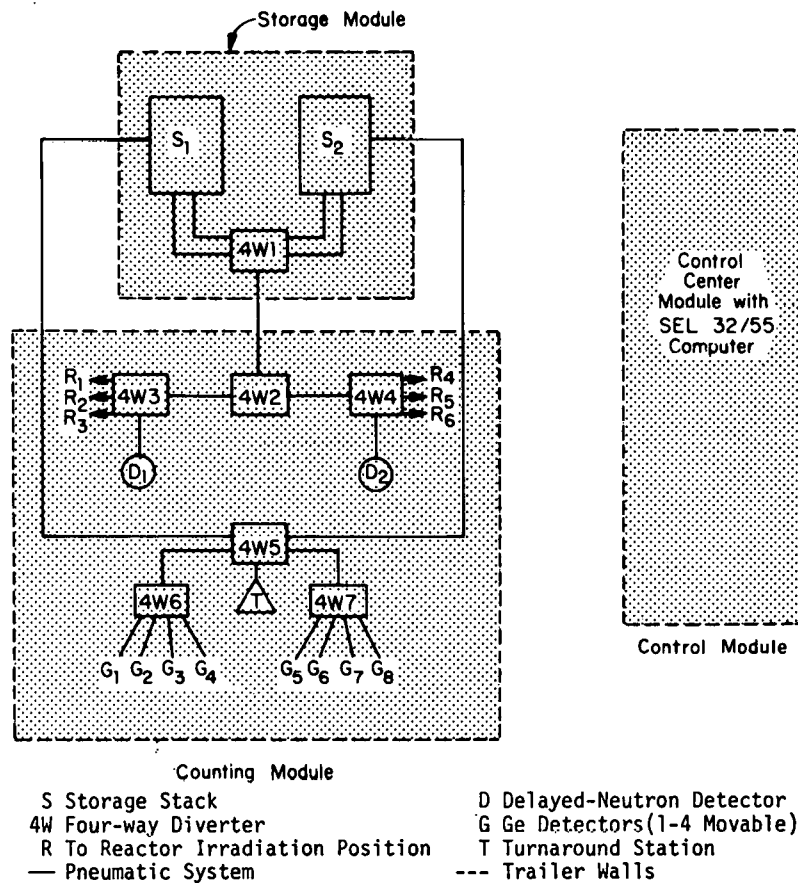 Storage Module
S1
S2
4W1
Control
Center
Module with
SEL 32/55
Computer
R1
R2
R3
4W3
4W2
4W4
R4
R5
R6
D1
D2
4W5
4W6
T
4W7
G1 G2 G3 G4
G5 G6 G7 G8
Control Module
Counting Module
S Storage Stack
4W Four-way Diverter
R To Reactor Irradiation Position
— Pneumatic System
D Delayed-Neutron Detector
G Ge Detectors(1-4 Movable)
T Turnaround Station
--- Trailer Walls